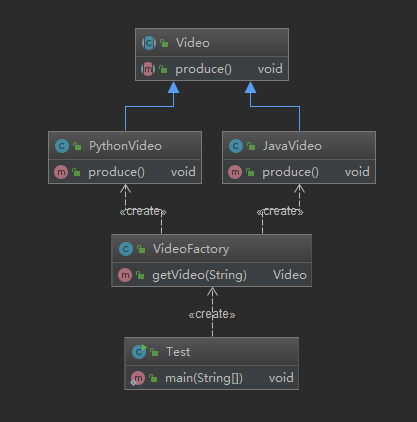 Video
produce() void
PythonVideo
produce() void
JavaVideo
produce() void
«create»
«create»
VideoFactory
getVideo(String) Video
«create»
Test
main(String[]) void